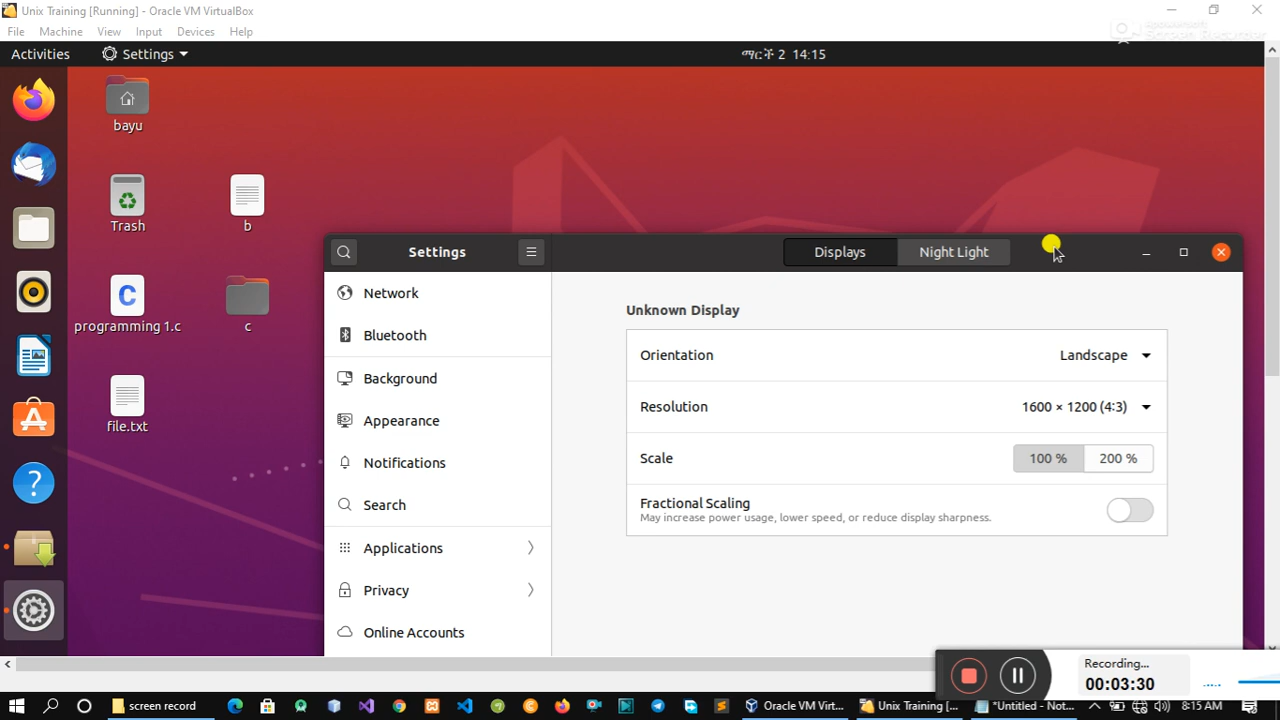 Unix Training [Running] - Oracle VM VirtualBox
File Machine View Input Devices Help
Apowersoft
Screen Recorder
Activities Settings ማርች 2 14:15
bayu
Trash b
programming 1.c c
file.txt
Settings Displays Night Light
Network
Bluetooth
Background
Appearance
Notifications
Search
Applications
Privacy
Online Accounts
Unknown Display
Orientation Landscape
Resolution 1600 × 1200 (4:3)
Scale 100 % 200 %
Fractional Scaling
May increase power usage, lower speed, or reduce display sharpness.
Recording...
00:03:30
screen record Oracle VM Virt... Unix Training [... *Untitled - Not... 8:15 AM